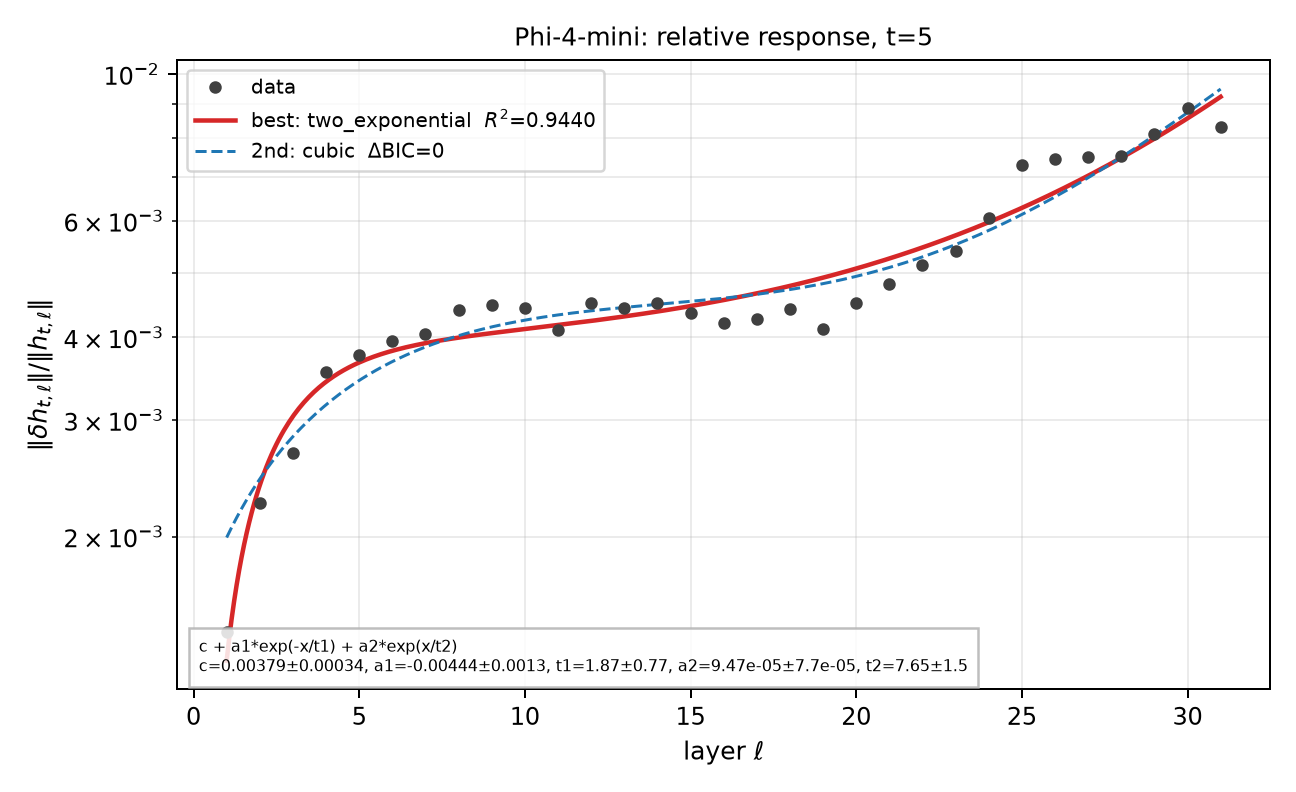 Phi-4-mini: relative response, t=5
data
best: two_exponential R²=0.9440
2nd: cubic ΔBIC=0
10⁻²
6 × 10⁻³
4 × 10⁻³
3 × 10⁻³
2 × 10⁻³
‖δhₜ,ℓ‖/‖hₜ,ℓ‖
c + a1*exp(-x/t1) + a2*exp(x/t2)
c=0.00379±0.00034, a1=-0.00444±0.0013, t1=1.87±0.77, a2=9.47e-05±7.7e-05, t2=7.65±1.5
0 5 10 15 20 25 30
layer ℓ